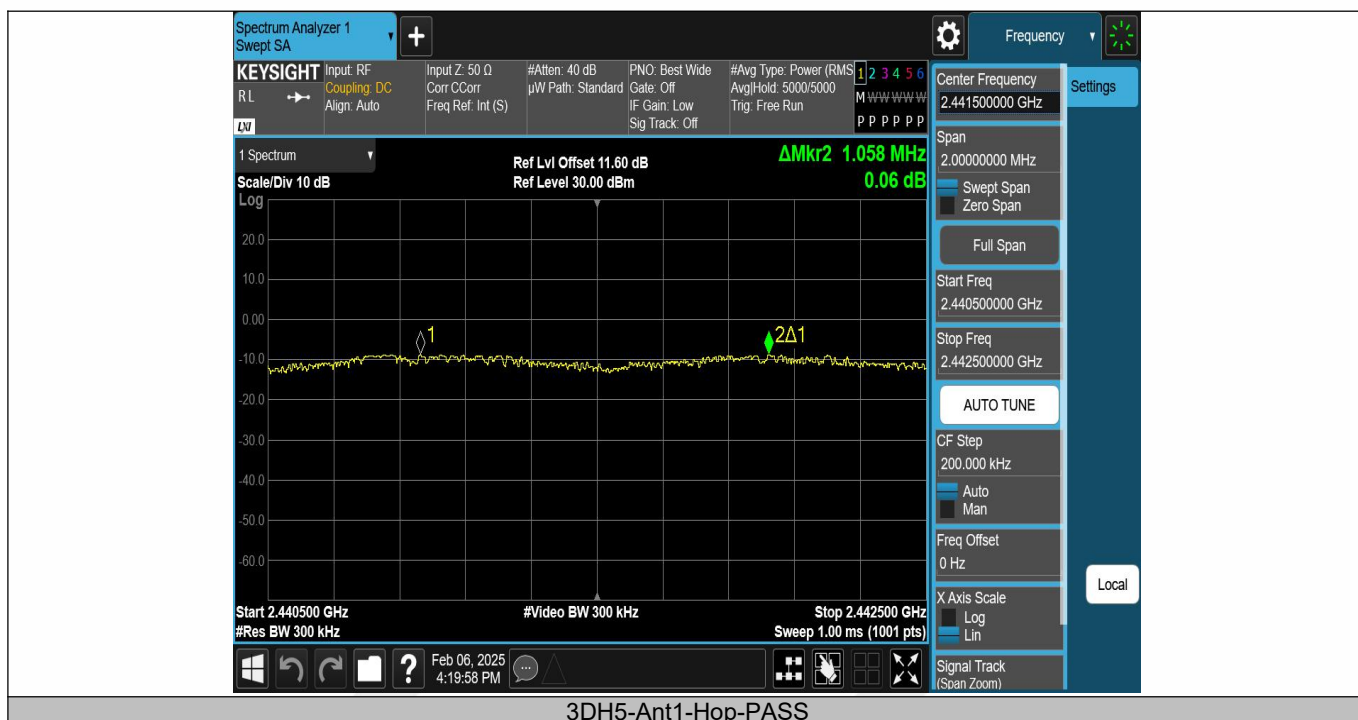 Spectrum Analyzer 1
Swept SA
+
Frequency
KEYSIGHT
RL
LXI
Input: RF
Coupling: DC
Align: Auto
Input Z: 50 Ω
Corr CCorr
Freq Ref: Int (S)
#Atten: 40 dB
µW Path: Standard
PNO: Best Wide
Gate: Off
IF Gain: Low
Sig Track: Off
#Avg Type: Power (RMS
Avg|Hold: 5000/5000
Trig: Free Run
1 2 3 4 5 6
M W W W W W
P P P P P P
1 Spectrum
Scale/Div 10 dB
Log
Ref Lvl Offset 11.60 dB
Ref Level 30.00 dBm
ΔMkr2 1.058 MHz
0.06 dB
20.0
10.0
0.00
-10.0
-20.0
-30.0
-40.0
-50.0
-60.0
1
2Δ1
Start 2.440500 GHz
#Res BW 300 kHz
#Video BW 300 kHz
Stop 2.442500 GHz
Sweep 1.00 ms (1001 pts)
Center Frequency
2.441500000 GHz
Settings
Span
2.00000000 MHz
Swept Span
Zero Span
Full Span
Start Freq
2.440500000 GHz
Stop Freq
2.442500000 GHz
AUTO TUNE
CF Step
200.000 kHz
Auto
Man
Freq Offset
0 Hz
X Axis Scale
Log
Lin
Signal Track
(Span Zoom)
Local
?
Feb 06, 2025
4:19:58 PM
3DH5-Ant1-Hop-PASS